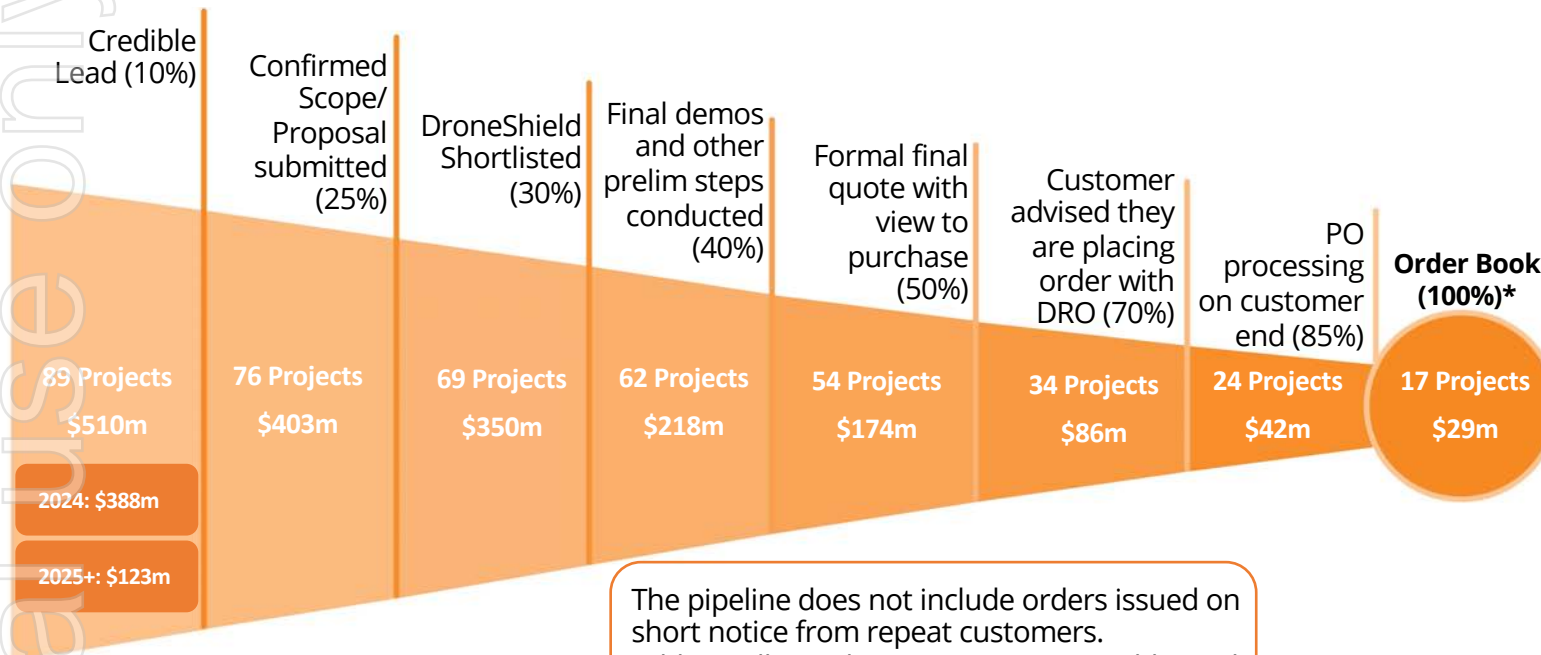 Credible
Lead (10%)
Confirmed
Scope/
Proposal
submitted
(25%)
DroneShield
Shortlisted
(30%)
Final demos
and other
prelim steps
conducted
(40%)
Formal final
quote with
view to
purchase
(50%)
Customer
advised they
are placing
order with
DRO (70%)
PO
processing
on customer
end (85%)
Order Book
(100%)*
89 Projects
$510m
76 Projects
$403m
69 Projects
$350m
62 Projects
$218m
54 Projects
$174m
34 Projects
$86m
24 Projects
$42m
17 Projects
$29m
2024: $388m
2025+: $123m
The pipeline does not include orders issued on
short notice from repeat customers.
al use only